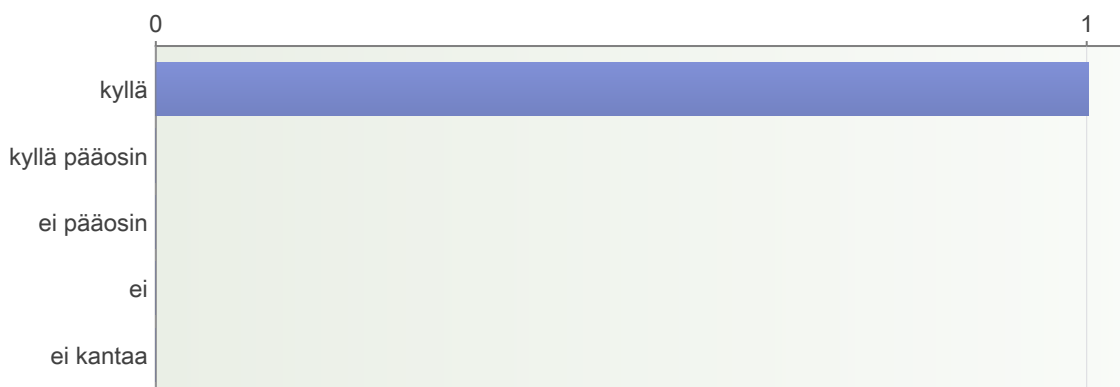 0 1
kyllä
kyllä pääosin
ei pääosin
ei
ei kantaa